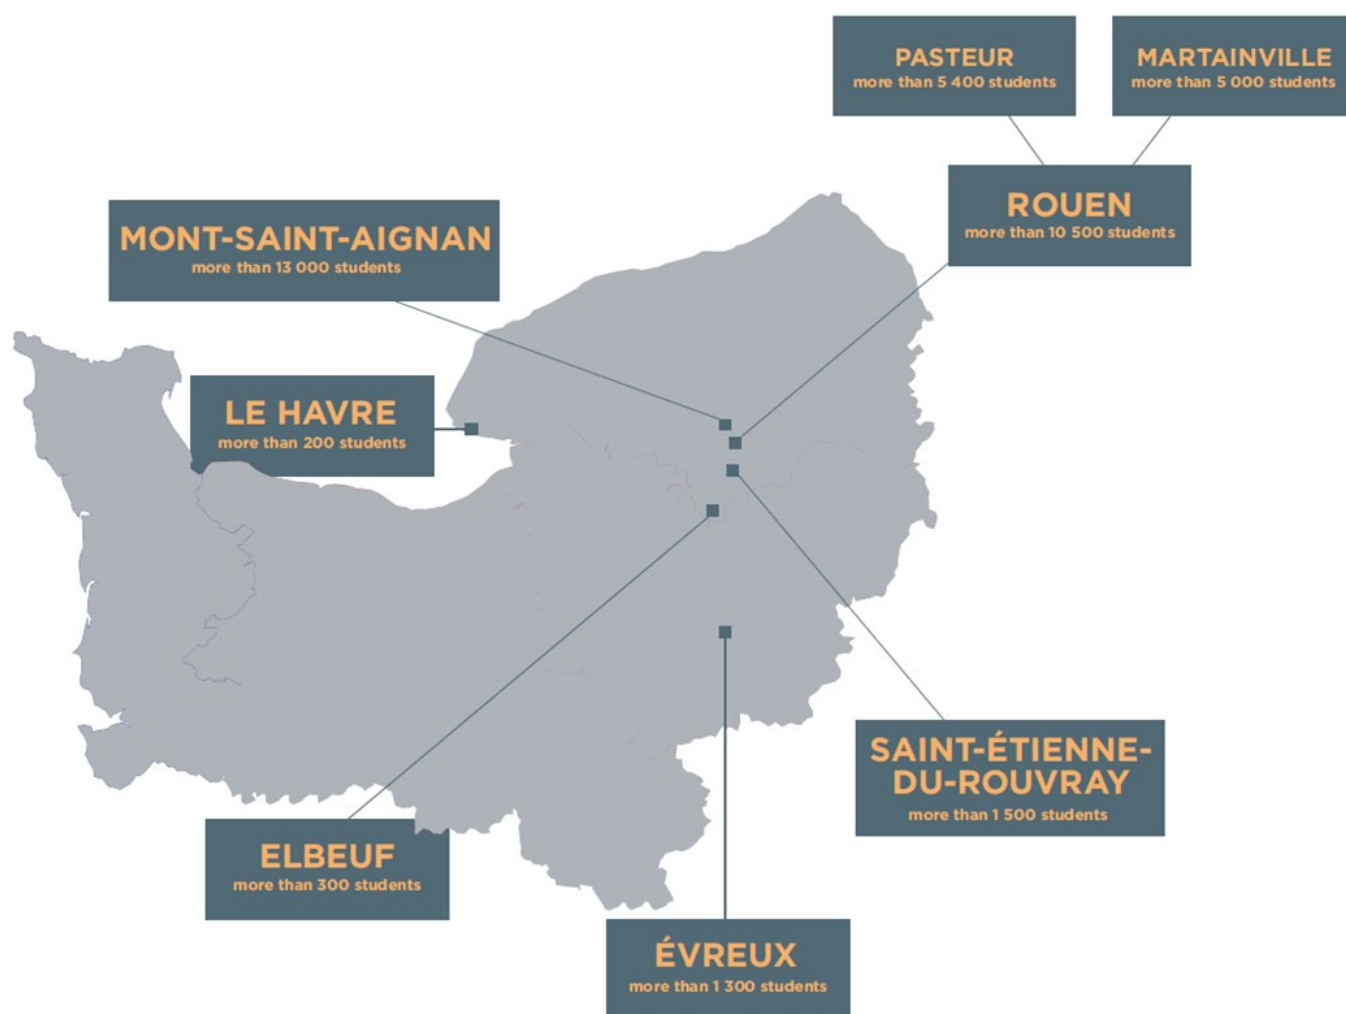 PASTEUR
more than 5 400 students
MARTAINVILLE
more than 5 000 students
ROUEN
more than 10 500 students
MONT-SAINT-AIGNAN
more than 13 000 students
LE HAVRE
more than 200 students
SAINT-ÉTIENNE-
DU-ROUVRAY
more than 1 500 students
ELBEUF
more than 300 students
ÉVREUX
more than 1 300 students